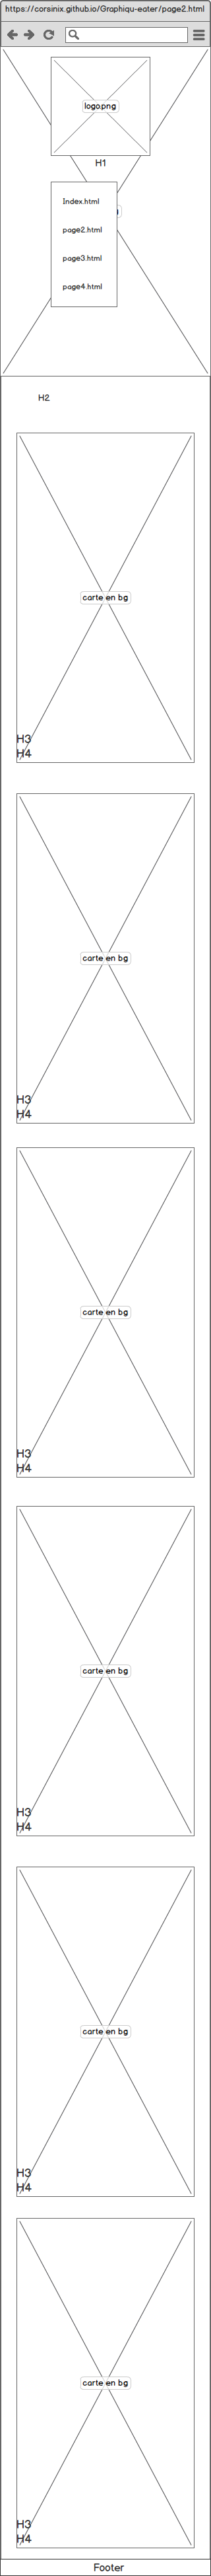 https://corsinix.github.io/Graphiqu-eater/page2.html
logo.png
H1
Index.html
page2.html
page3.html
page4.html
H2
carte en bg
H3
H4
carte en bg
H3
H4
carte en bg
H3
H4
carte en bg
H3
H4
carte en bg
H3
H4
carte en bg
H3
H4
Footer